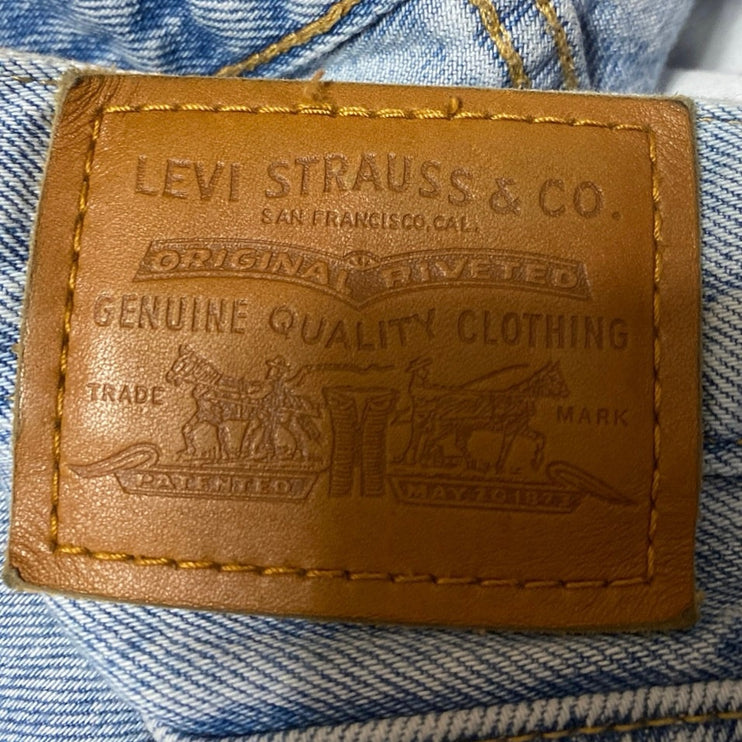 LEVI STRAUSS & CO.
SAN FRANCISCO, CAL.
ORIGINAL RIVETED
GENUINE QUALITY CLOTHING
TRADE MARK
PATENTED MAY 20 1873